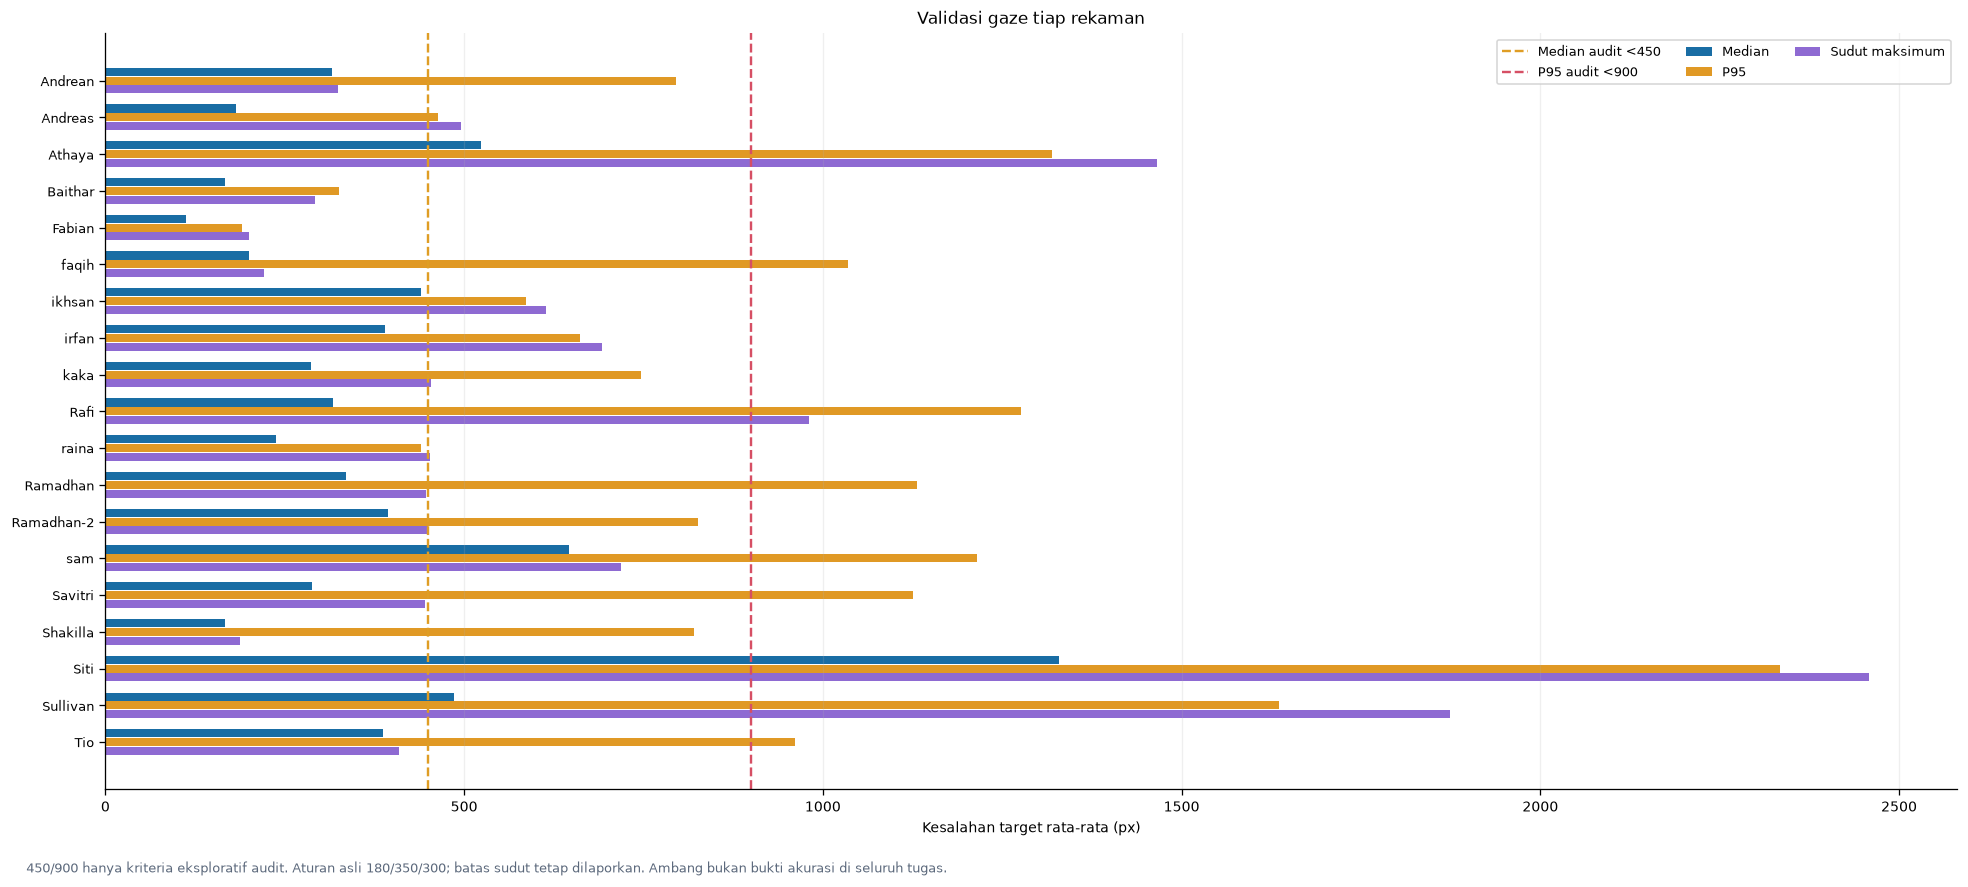 Validasi gaze tiap rekaman
Median audit <450
P95 audit <900
Median
P95
Sudut maksimum
Andrean
Andreas
Athaya
Baithar
Fabian
faqih
ikhsan
irfan
kaka
Rafi
raina
Ramadhan
Ramadhan-2
sam
Savitri
Shakilla
Siti
Sullivan
Tio
0 500 1000 1500 2000 2500
Kesalahan target rata-rata (px)
450/900 hanya kriteria eksploratif audit. Aturan asli 180/350/300; batas sudut tetap dilaporkan. Ambang bukan bukti akurasi di seluruh tugas.